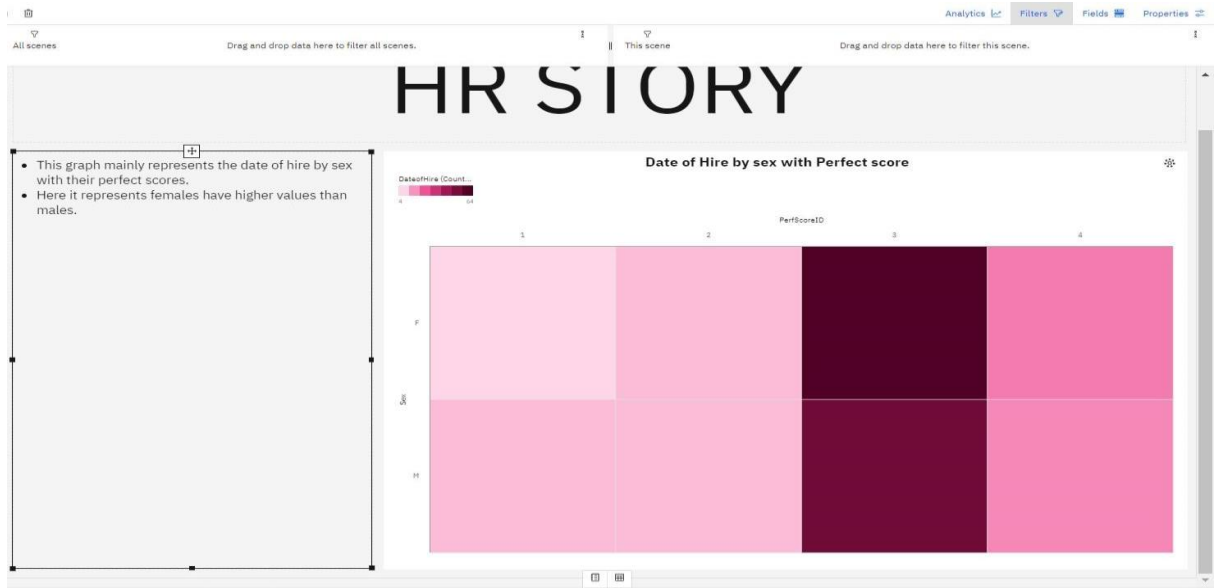 Analytics Filters Fields Properties
All scenes Drag and drop data here to filter all scenes. This scene Drag and drop data here to filter this scene.
HR STORY
• This graph mainly represents the date of hire by sex
with their perfect scores.
• Here it represents females have higher values than
males.
Date of Hire by sex with Perfect score
DateofHire (Count...
4 64
PerfScoreID
1 2 3 4
F
Sex
M